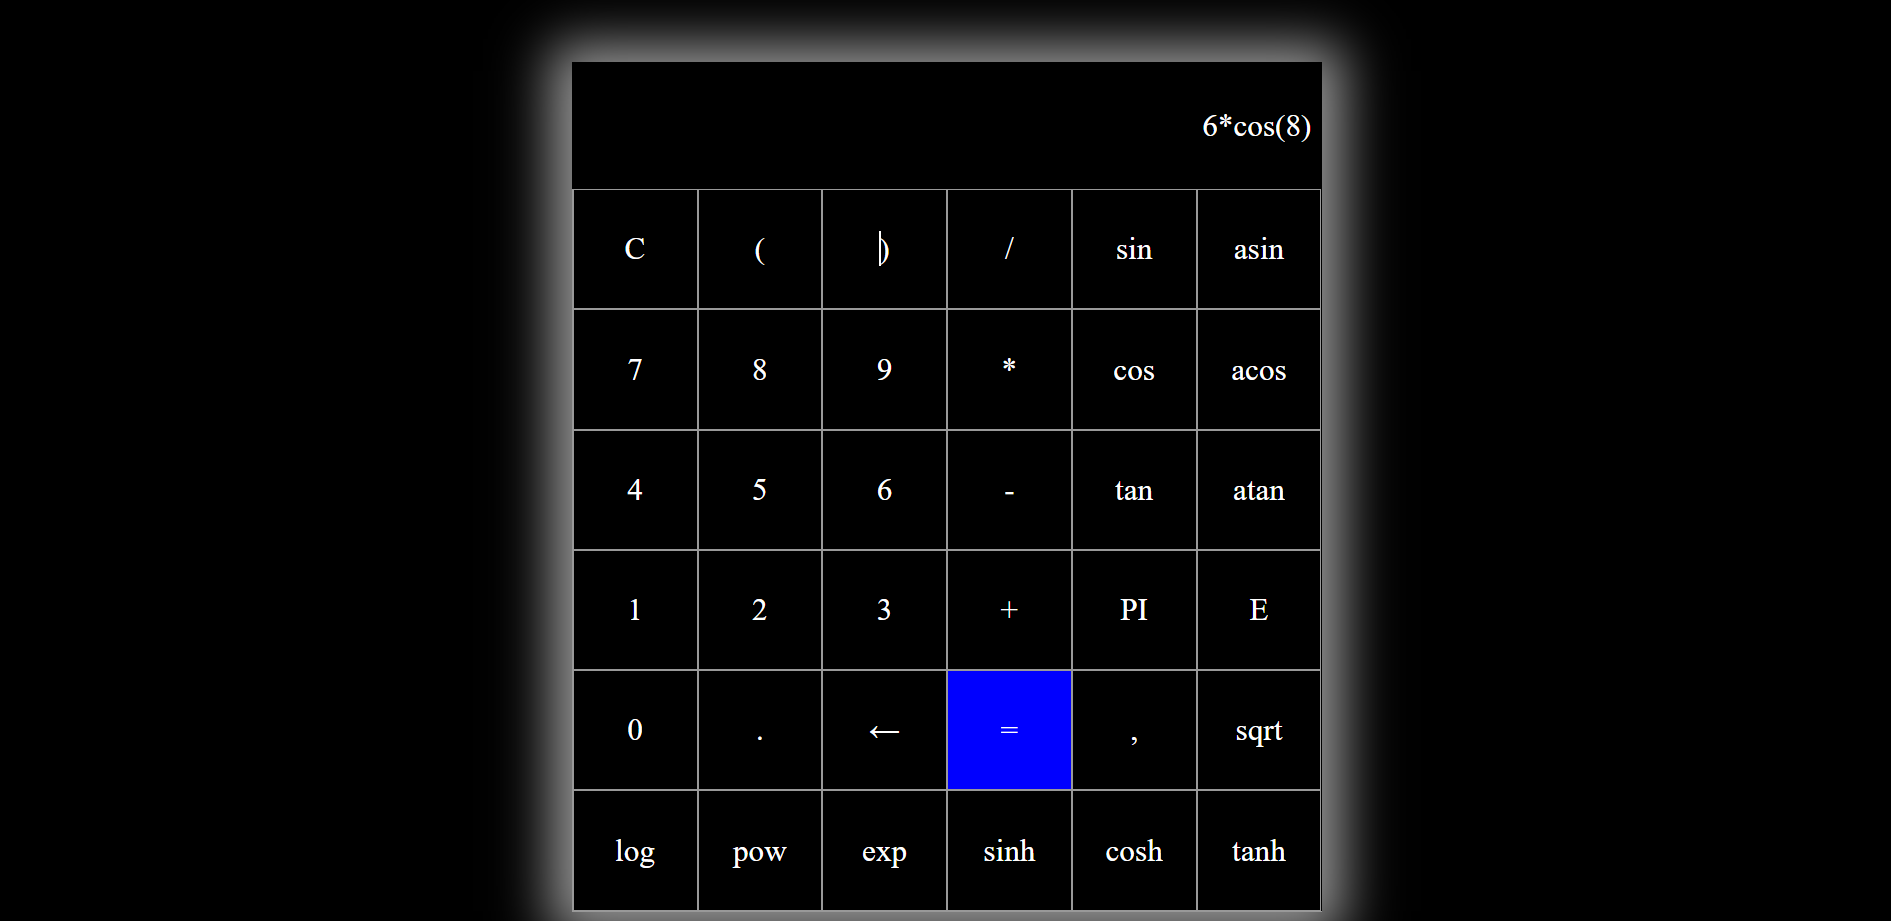 6*cos(8)
C ( ) / sin asin
7 8 9 * cos acos
4 5 6 - tan atan
1 2 3 + PI E
0 . ← = , sqrt
log pow exp sinh cosh tanh